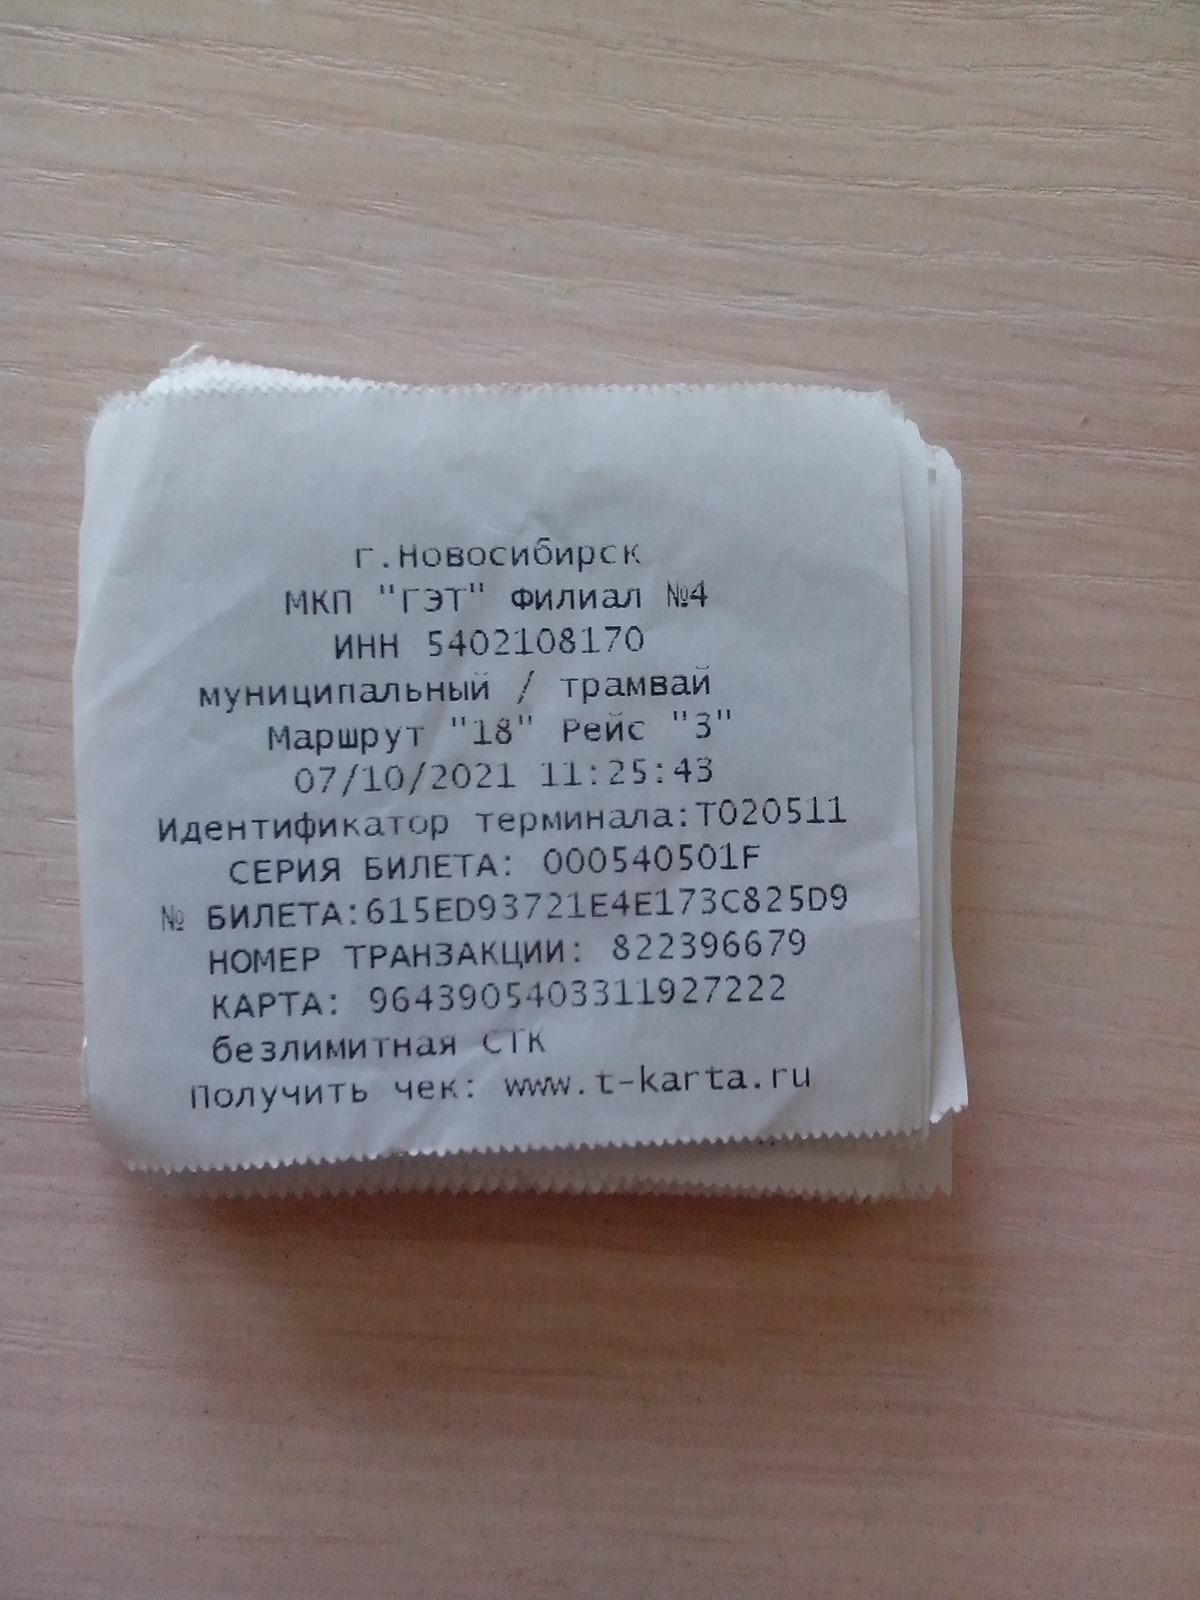 г.Новосибирск
МКП "ГЭТ" Филиал №4
ИНН 5402108170
муниципальный / трамвай
Маршрут "18" Рейс "3"
07/10/2021 11:25:43
Идентификатор терминала:T020511
СЕРИЯ БИЛЕТА: 000540501F
№ БИЛЕТА:615ED93721E4E173C825D9
НОМЕР ТРАНЗАКЦИИ: 822396679
КАРТА: 9643905403311927222
безлимитная СТК
Получить чек: www.t-karta.ru